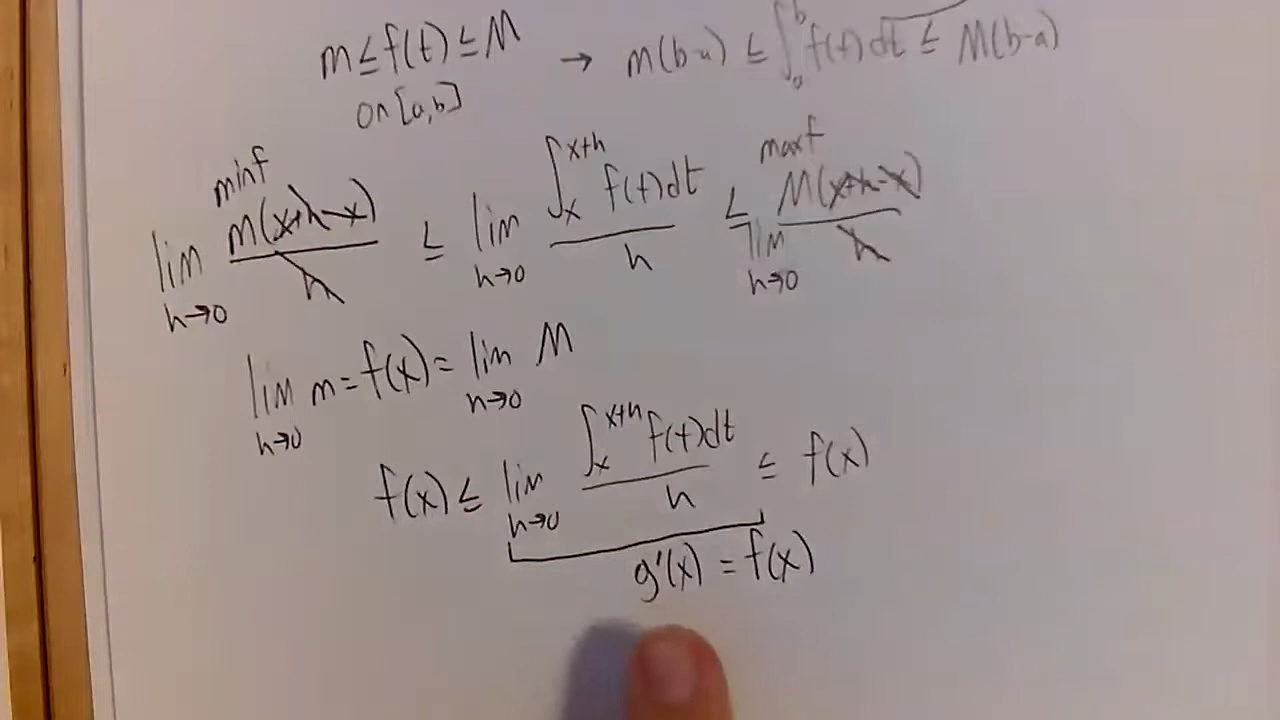 m ≤ f(t) ≤ M → m(b-a) ≤ ∫_a^b f(t) dt ≤ M(b-a)
on [a,b]
min f max f
lim_{h→0} m(x+h-x)/h ≤ lim_{h→0} ∫_x^{x+h} f(t)dt / h ≤ lim_{h→0} M(x+h-x)/h
lim_{h→0} m = f(x) = lim_{h→0} M
f(x) ≤ lim_{h→0} ∫_x^{x+h} f(t)dt / h ≤ f(x)
g'(x) = f(x)